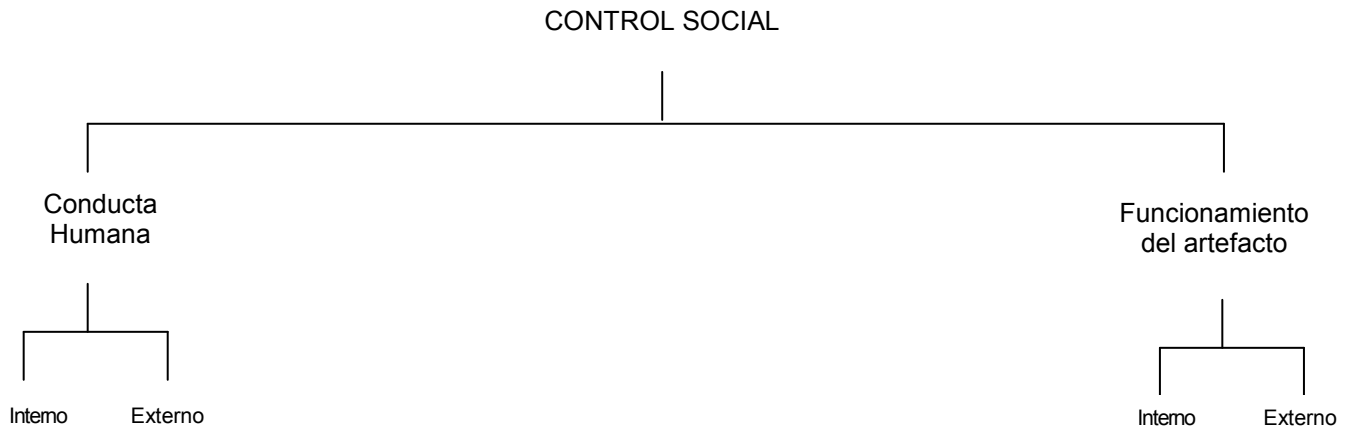 CONTROL SOCIAL
Conducta
Humana
Funcionamiento
del artefacto
Interno
Externo
Interno
Externo